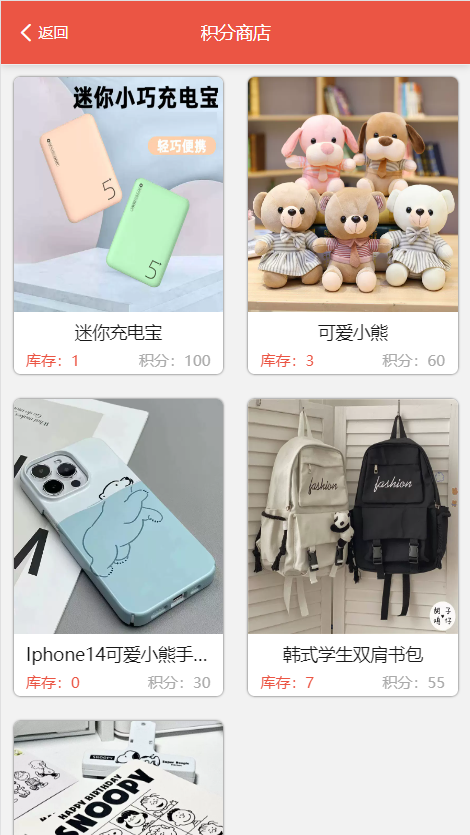 返回
积分商店
迷你小巧充电宝
轻巧便携
5
5
迷你充电宝
库存：1 积分：100
可爱小熊
库存：3 积分：60
Iphone14可爱小熊手...
库存：0 积分：30
fashion
fashion
韩式学生双肩书包
库存：7 积分：55
SNOOPY
HAPPY BIRTHDAY
SNOOPY